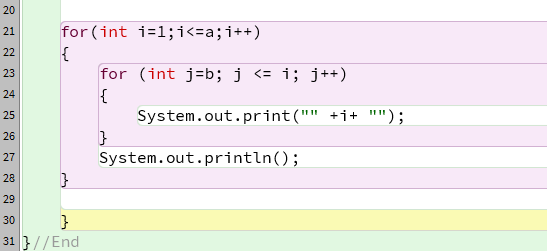 20
21 for(int i=1;i<=a;i++)
22 {
23 for (int j=b; j <= i; j++)
24 {
25 System.out.print("" +i+ "");
26 }
27 System.out.println();
28 }
29
30 }
31 }//End